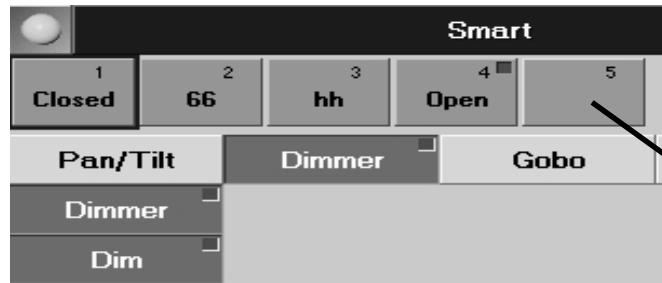 Smart
1 2 3 4 5
Closed 66 hh Open
Pan/Tilt Dimmer Gobo
Dimmer
Dim